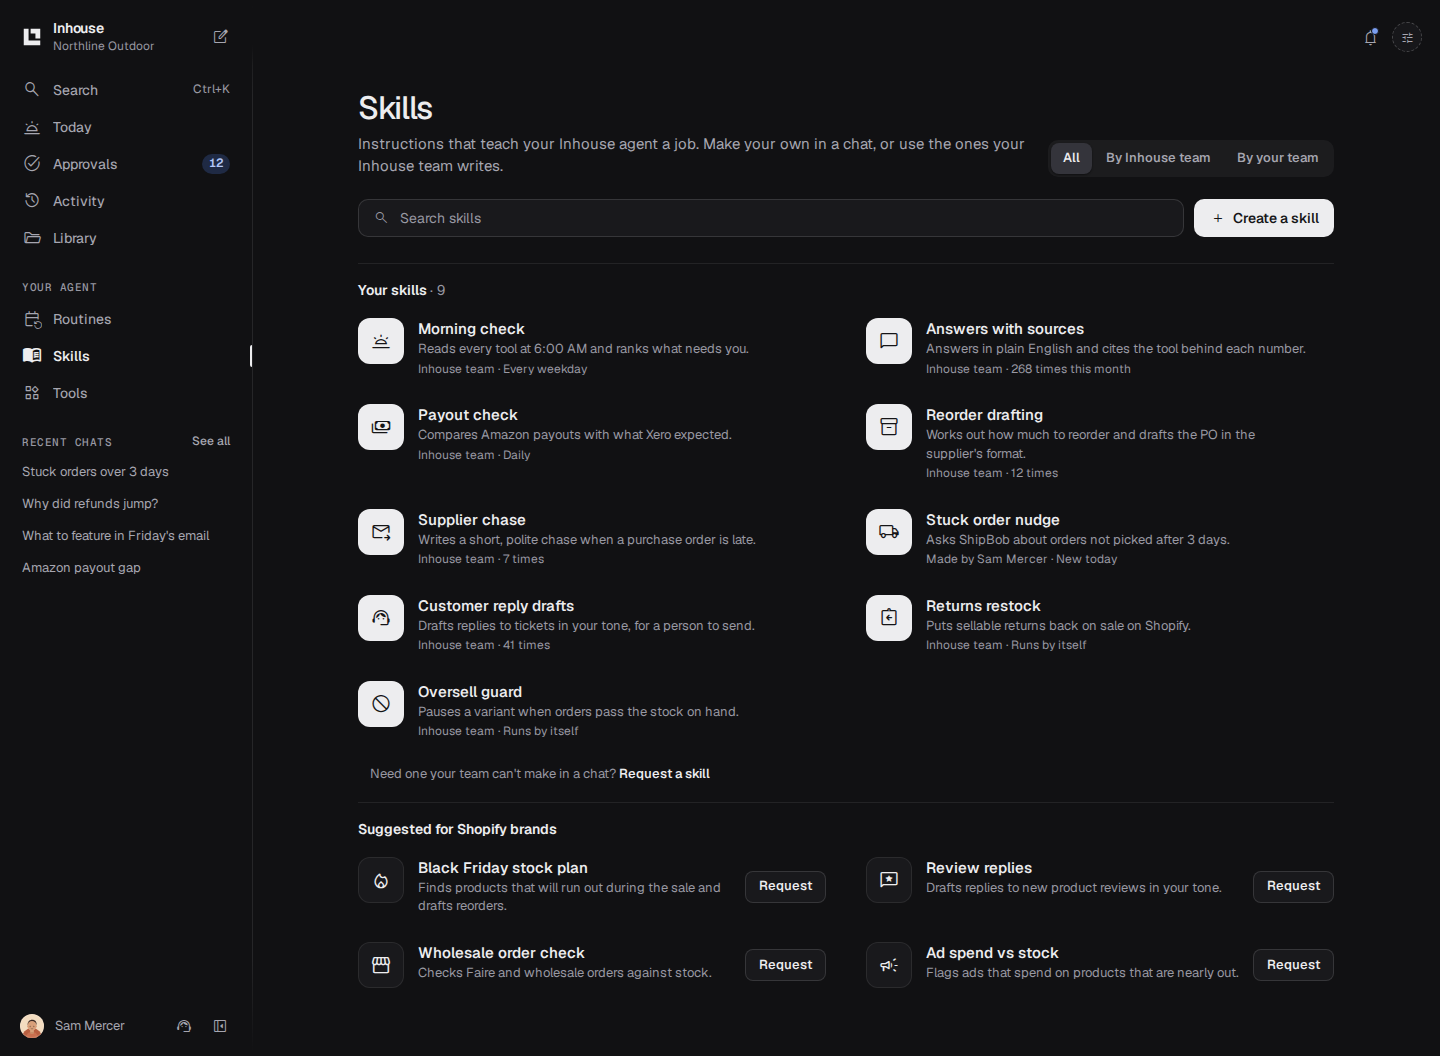 Inhouse
Northline Outdoor
Search Ctrl+K
Today
Approvals 12
Activity
Library
YOUR AGENT
Routines
Skills
Tools
RECENT CHATS See all
Stuck orders over 3 days
Why did refunds jump?
What to feature in Friday's email
Amazon payout gap
Sam Mercer
Skills
Instructions that teach your Inhouse agent a job. Make your own in a chat, or use the ones your
Inhouse team writes.
All By Inhouse team By your team
Search skills
+ Create a skill
Your skills · 9
Morning check
Reads every tool at 6:00 AM and ranks what needs you.
Inhouse team · Every weekday
Answers with sources
Answers in plain English and cites the tool behind each number.
Inhouse team · 268 times this month
Payout check
Compares Amazon payouts with what Xero expected.
Inhouse team · Daily
Reorder drafting
Works out how much to reorder and drafts the PO in the
supplier's format.
Inhouse team · 12 times
Supplier chase
Writes a short, polite chase when a purchase order is late.
Inhouse team · 7 times
Stuck order nudge
Asks ShipBob about orders not picked after 3 days.
Made by Sam Mercer · New today
Customer reply drafts
Drafts replies to tickets in your tone, for a person to send.
Inhouse team · 41 times
Returns restock
Puts sellable returns back on sale on Shopify.
Inhouse team · Runs by itself
Oversell guard
Pauses a variant when orders pass the stock on hand.
Inhouse team · Runs by itself
Need one your team can't make in a chat? Request a skill
Suggested for Shopify brands
Black Friday stock plan
Finds products that will run out during the sale and
drafts reorders.
Request
Review replies
Drafts replies to new product reviews in your tone.
Request
Wholesale order check
Checks Faire and wholesale orders against stock.
Request
Ad spend vs stock
Flags ads that spend on products that are nearly out.
Request